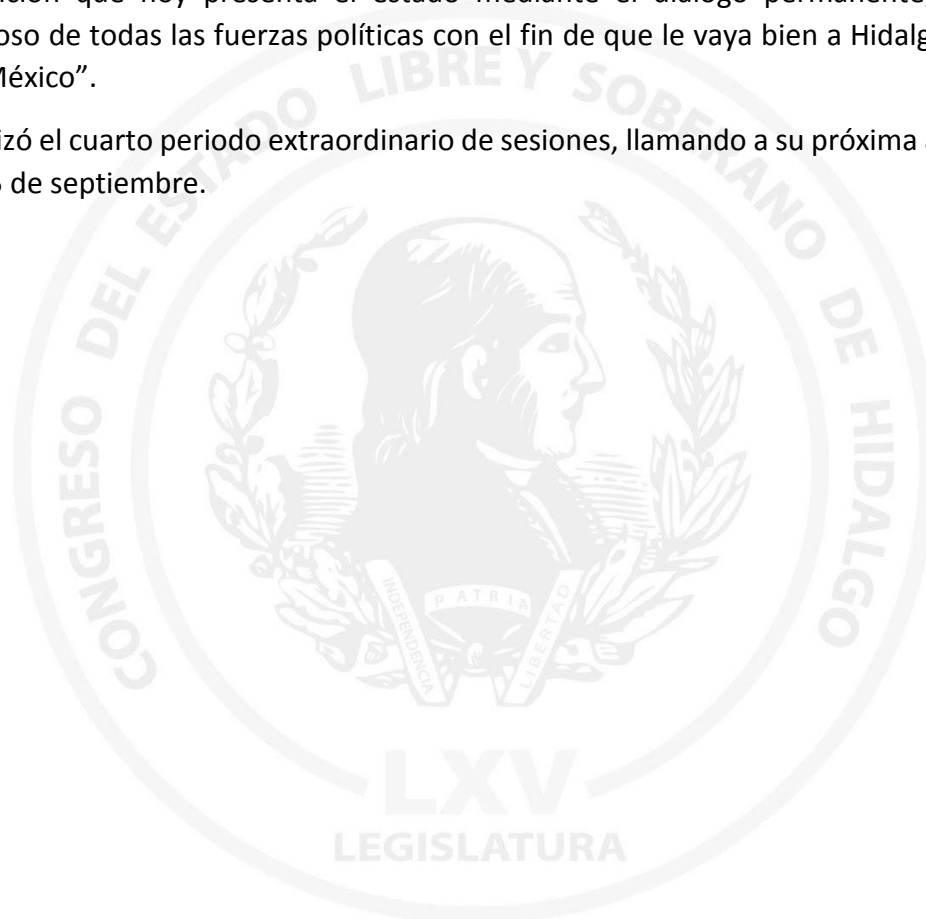 ción que hoy presenta el estado mediante el diálogo permanente,
oso de todas las fuerzas políticas con el fin de que le vaya bien a Hidalg
México”.
izó el cuarto periodo extraordinario de sesiones, llamando a su próxima
de septiembre.
CONGRESO DEL ESTADO LIBRE Y SOBERANO DE HIDALGO
INDEPENDENCIA
PATRIA
LIBERTAD
LXV
LEGISLATURA